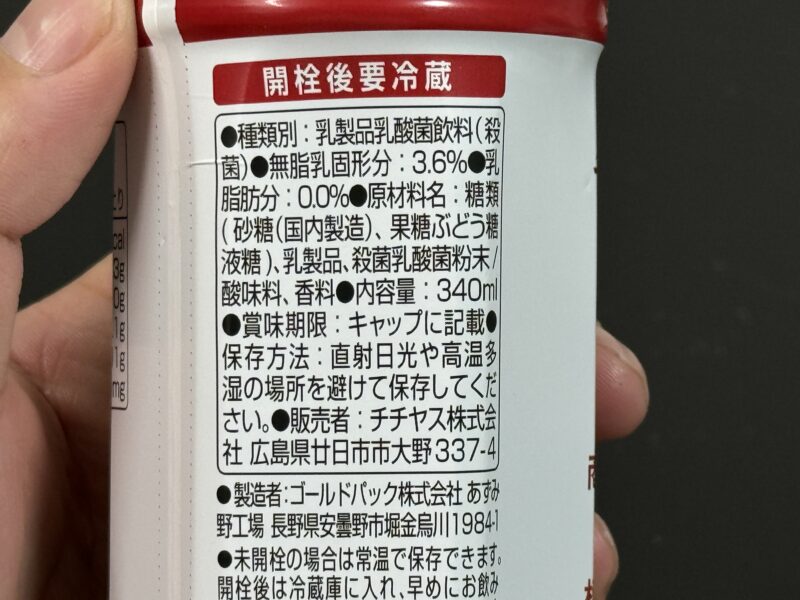 開栓後要冷蔵
●種類別：乳製品乳酸菌飲料(殺
菌)●無脂乳固形分：3.6%●乳
脂肪分：0.0%●原材料名：糖類
(砂糖(国内製造)、果糖ぶどう糖
液糖)、乳製品、殺菌乳酸菌粉末/
酸味料、香料●内容量：340ml
●賞味期限：キャップに記載●
保存方法：直射日光や高温多
湿の場所を避けて保存してくだ
さい。●販売者：チチヤス株式会
社 広島県廿日市市大野337-4
●製造者:ゴールドパック株式会社 あずみ
野工場 長野県安曇野市堀金烏川1984-1
●未開栓の場合は常温で保存できます。
開栓後は冷蔵庫に入れ、早めにお飲み
たり
cal
3g
0g
1g
1g
mg